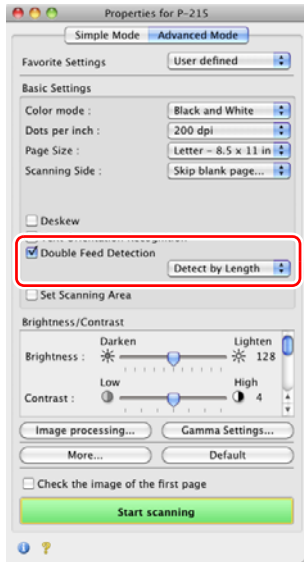 Properties for P-215
Simple Mode Advanced Mode
Favorite Settings User defined
Basic Settings
Color mode : Black and White
Dots per inch : 200 dpi
Page Size : Letter - 8.5 x 11 in
Scanning Side : Skip blank page...
Deskew
Text Orientation Recognition
Double Feed Detection
Detect by Length
Set Scanning Area
Brightness/Contrast
Darken Lighten
Brightness : 128
Low High
Contrast : 4
Image processing... Gamma Settings...
More... Default
Check the image of the first page
Start scanning
?